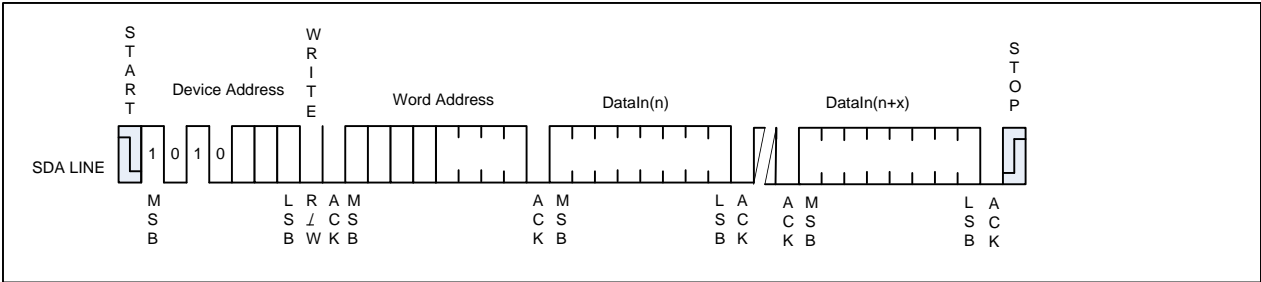 START
WRITE
STOP
Device Address
Word Address
DataIn(n)
DataIn(n+x)
SDA LINE
1 0 1 0
MSB
LSB
R/W
ACK
MSB
ACK
MSB
LSB
ACK
ACK
MSB
LSB
ACK